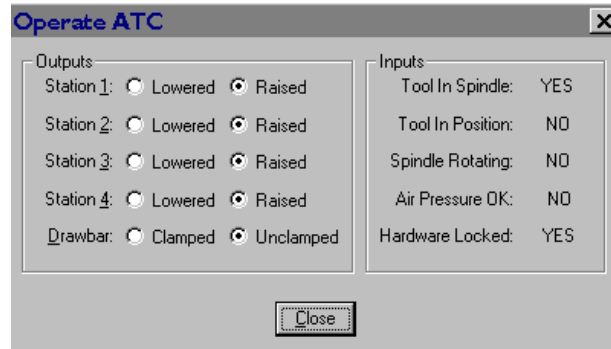 Operate ATC
Outputs
Station 1: Lowered Raised
Station 2: Lowered Raised
Station 3: Lowered Raised
Station 4: Lowered Raised
Drawbar: Clamped Unclamped
Inputs
Tool In Spindle: YES
Tool In Position: NO
Spindle Rotating: NO
Air Pressure OK: NO
Hardware Locked: YES
Close